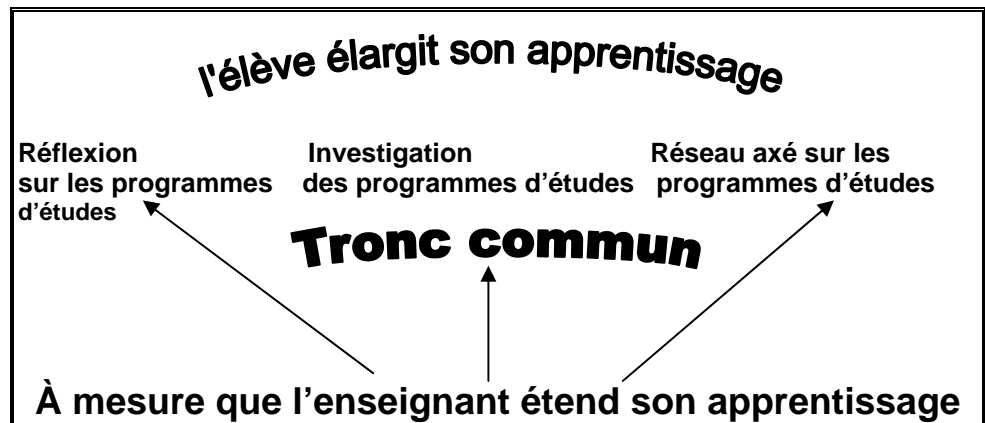 l'élève élargit son apprentissage
Réflexion Investigation Réseau axé sur les
sur les programmes des programmes d'études programmes d'études
d'études
Tronc commun
À mesure que l'enseignant étend son apprentissage